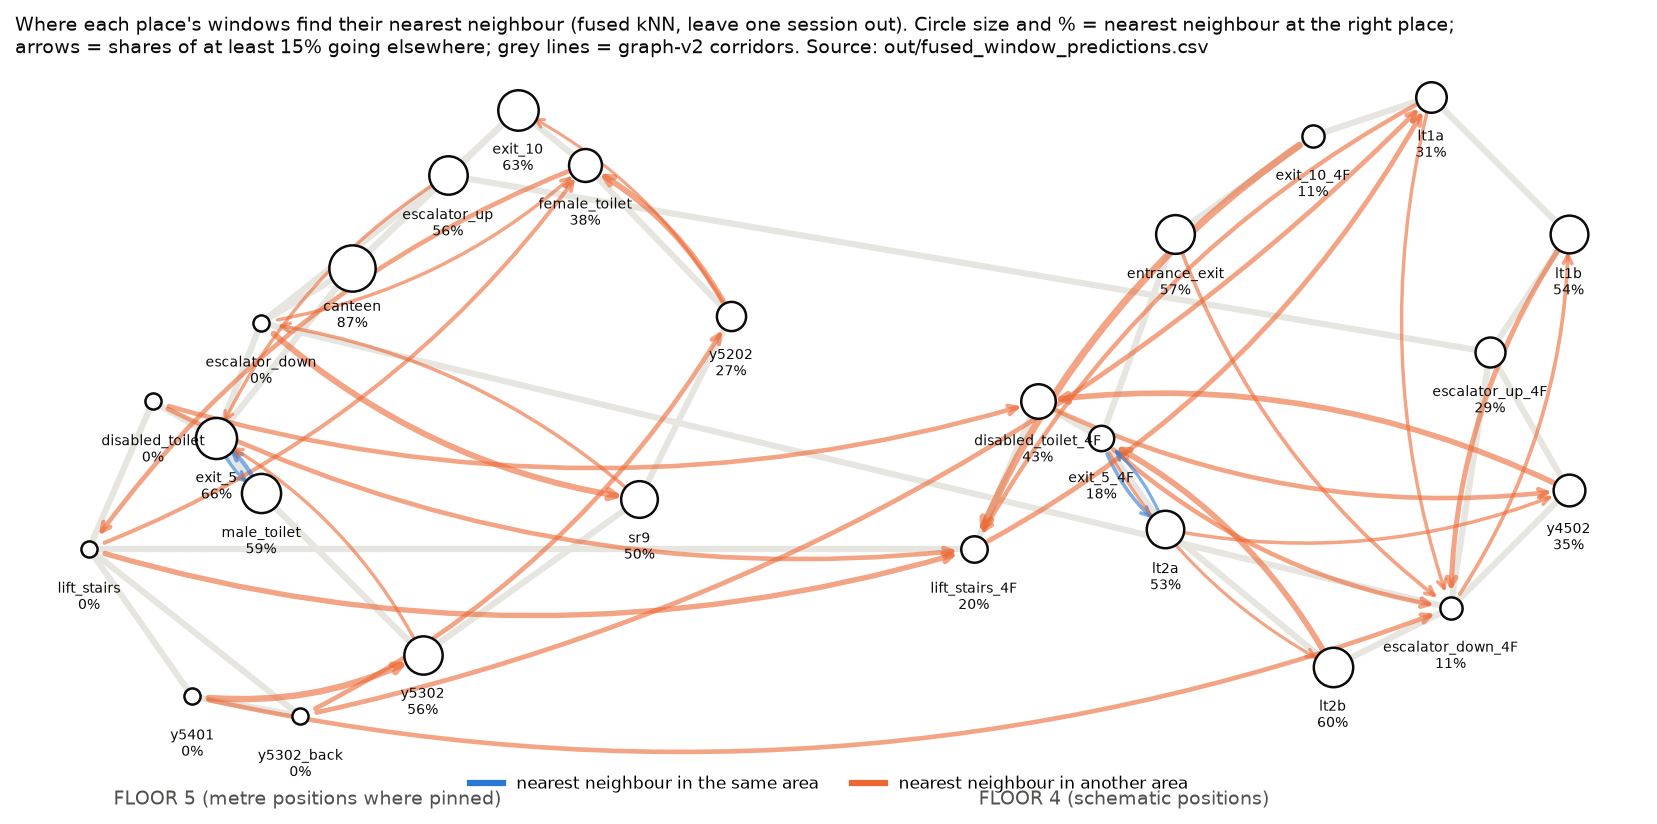 Where each place's windows find their nearest neighbour (fused kNN, leave one session out). Circle size and % = nearest neighbour at the right place;
arrows = shares of at least 15% going elsewhere; grey lines = graph-v2 corridors. Source: out/fused_window_predictions.csv
exit_10
63%
female_toilet
38%
escalator_up
56%
canteen
87%
escalator_down
0%
y5202
27%
disabled_toilet
0%
exit_5
66%
male_toilet
59%
sr9
50%
lift_stairs
0%
y5302
56%
y5401
0%
y5302_back
0%
lt1a
31%
exit_10_4F
11%
entrance_exit
57%
lt1b
54%
escalator_up_4F
29%
disabled_toilet_4F
43%
exit_5_4F
18%
y4502
35%
lt2a
53%
lift_stairs_4F
20%
escalator_down_4F
11%
lt2b
60%
nearest neighbour in the same area
nearest neighbour in another area
FLOOR 5 (metre positions where pinned)
FLOOR 4 (schematic positions)